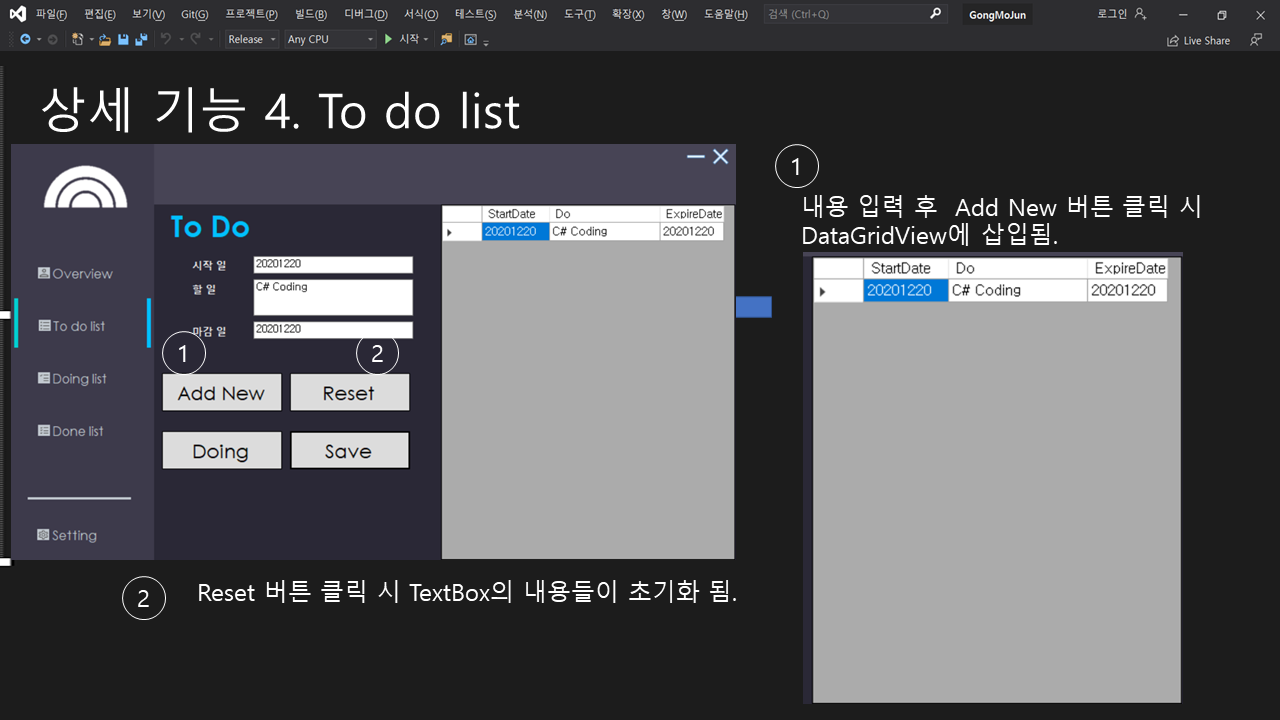 파일(F) 편집(E) 보기(V) Git(G) 프로젝트(P) 빌드(B) 디버그(D) 서식(O) 테스트(S) 분석(N) 도구(T) 확장(X) 창(W) 도움말(H) 검색 (Ctrl+Q) GongMoJun 로그인
Release Any CPU 시작 Live Share
상세 기능 4. To do list
To Do
시작 일 20201220
할 일 C# Coding
마감 일 20201220
1
2
Add New Reset
Doing Save
Overview
To do list
Doing list
Done list
Setting
StartDate Do ExpireDate
20201220 C# Coding 20201220
1
내용 입력 후 Add New 버튼 클릭 시
DataGridView에 삽입됨.
StartDate Do ExpireDate
20201220 C# Coding 20201220
2
Reset 버튼 클릭 시 TextBox의 내용들이 초기화 됨.